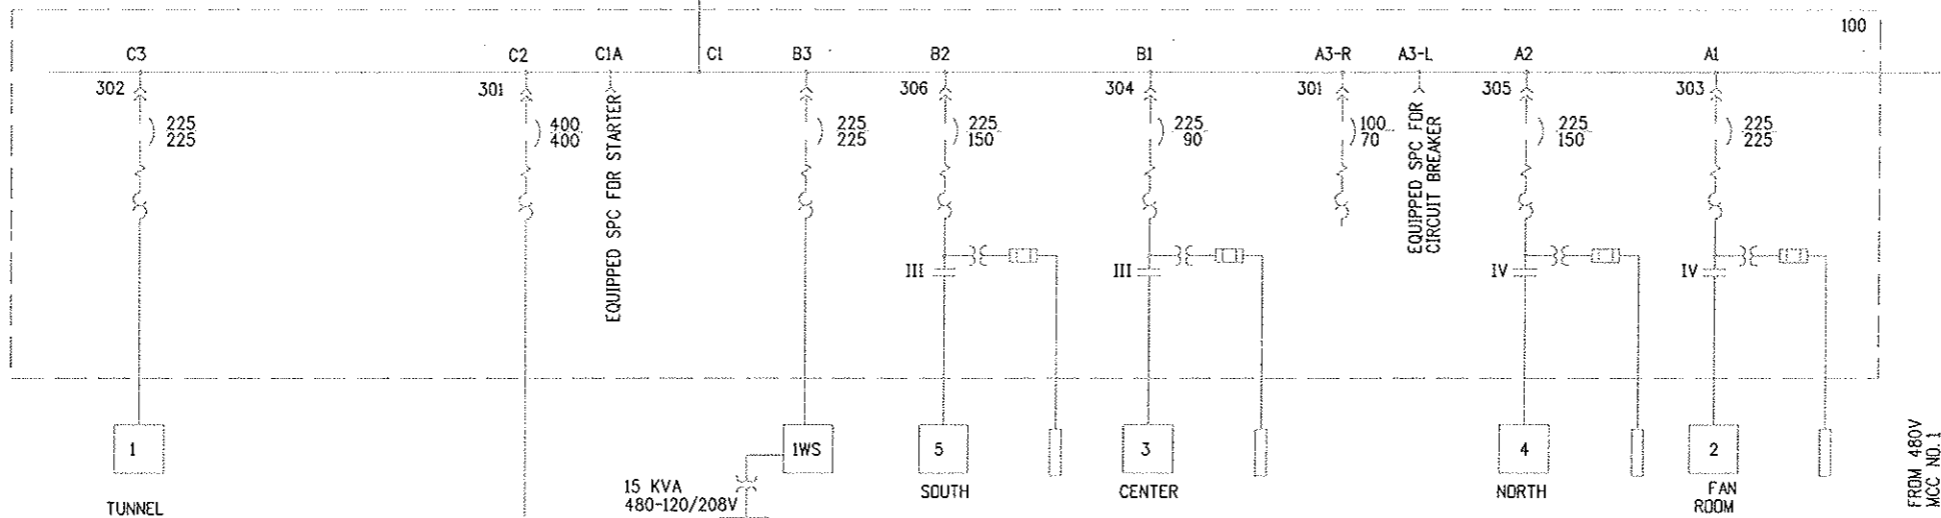 100
C3
C2
C1A
C1
B3
B2
B1
A3-R
A3-L
A2
A1
302
301
306
304
301
305
303
225
225
400
400
225
225
225
150
225
90
100
70
225
150
225
225
EQUIPPED SPC FOR STARTER
EQUIPPED SPC FOR
CIRCUIT BREAKER
III
III
IV
IV
1
1WS
5
3
4
2
TUNNEL
15 KVA
480-120/208V
SOUTH
CENTER
NORTH
FAN
ROOM
FROM 480V
MCC NO.1